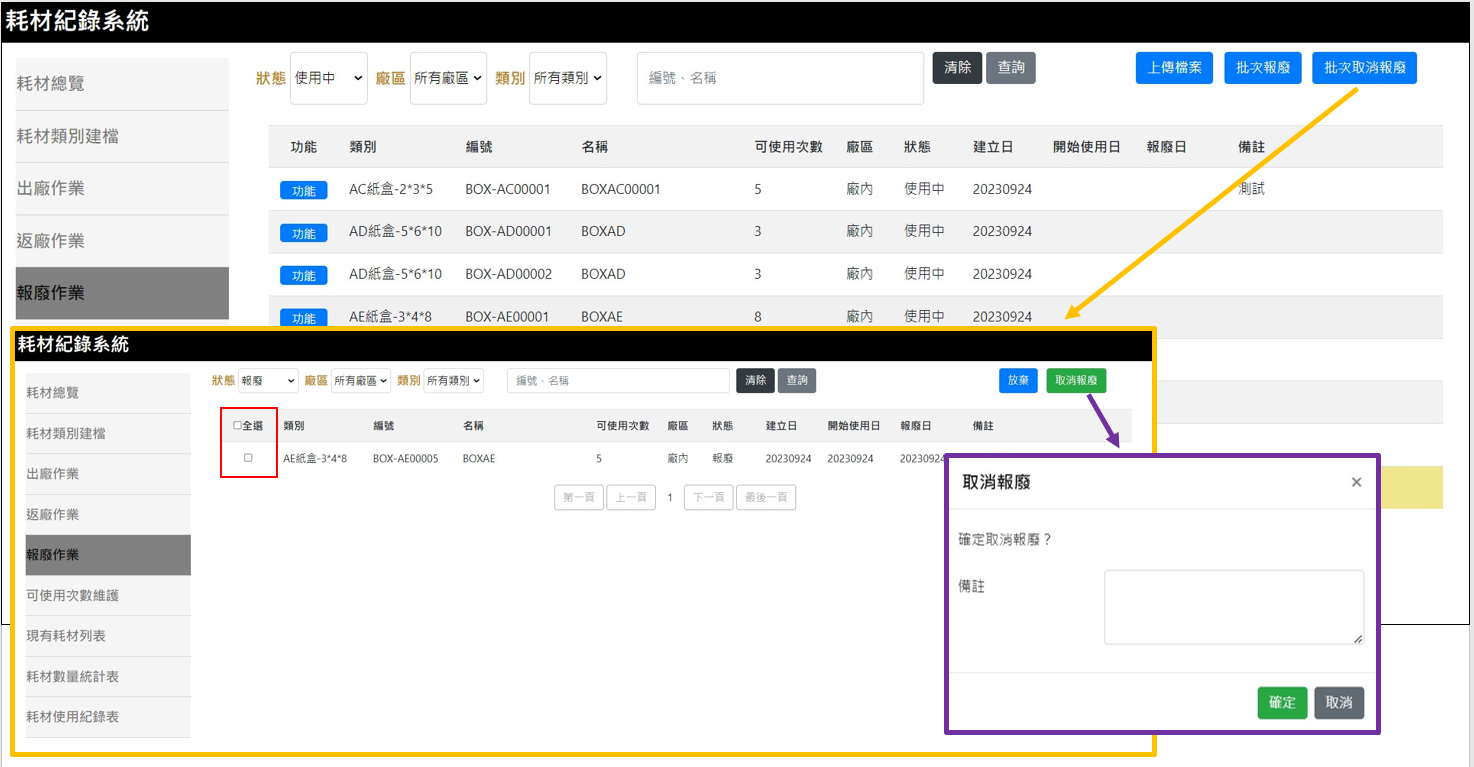 耗材紀錄系統
耗材總覽
耗材類別建檔
出廠作業
返廠作業
報廢作業
狀態 使用中 廠區 所有廠區 類別 所有類別 編號、名稱 清除 查詢 上傳檔案 批次報廢 批次取消報廢
功能 類別 編號 名稱 可使用次數 廠區 狀態 建立日 開始使用日 報廢日 備註
功能 AC紙盒-2*3*5 BOX-AC00001 BOXAC00001 5 廠內 使用中 20230924 測試
功能 AD紙盒-5*6*10 BOX-AD00001 BOXAD 3 廠內 使用中 20230924
功能 AD紙盒-5*6*10 BOX-AD00002 BOXAD 3 廠內 使用中 20230924
功能 AE紙盒-3*4*8 BOX-AE00001 BOXAE 8 廠內 使用中 20230924
耗材紀錄系統
耗材總覽
耗材類別建檔
出廠作業
返廠作業
報廢作業
可使用次數維護
現有耗材列表
耗材數量統計表
耗材使用紀錄表
狀態 報廢 廠區 所有廠區 類別 所有類別 編號、名稱 清除 查詢 放棄 取消報廢
全選 類別 編號 名稱 可使用次數 廠區 狀態 建立日 開始使用日 報廢日 備註
AE紙盒-3*4*8 BOX-AE00005 BOXAE 5 廠內 報廢 20230924 20230924 20230924
第一頁 上一頁 1 下一頁 最後一頁
取消報廢 ×
確定取消報廢？
備註
確定 取消